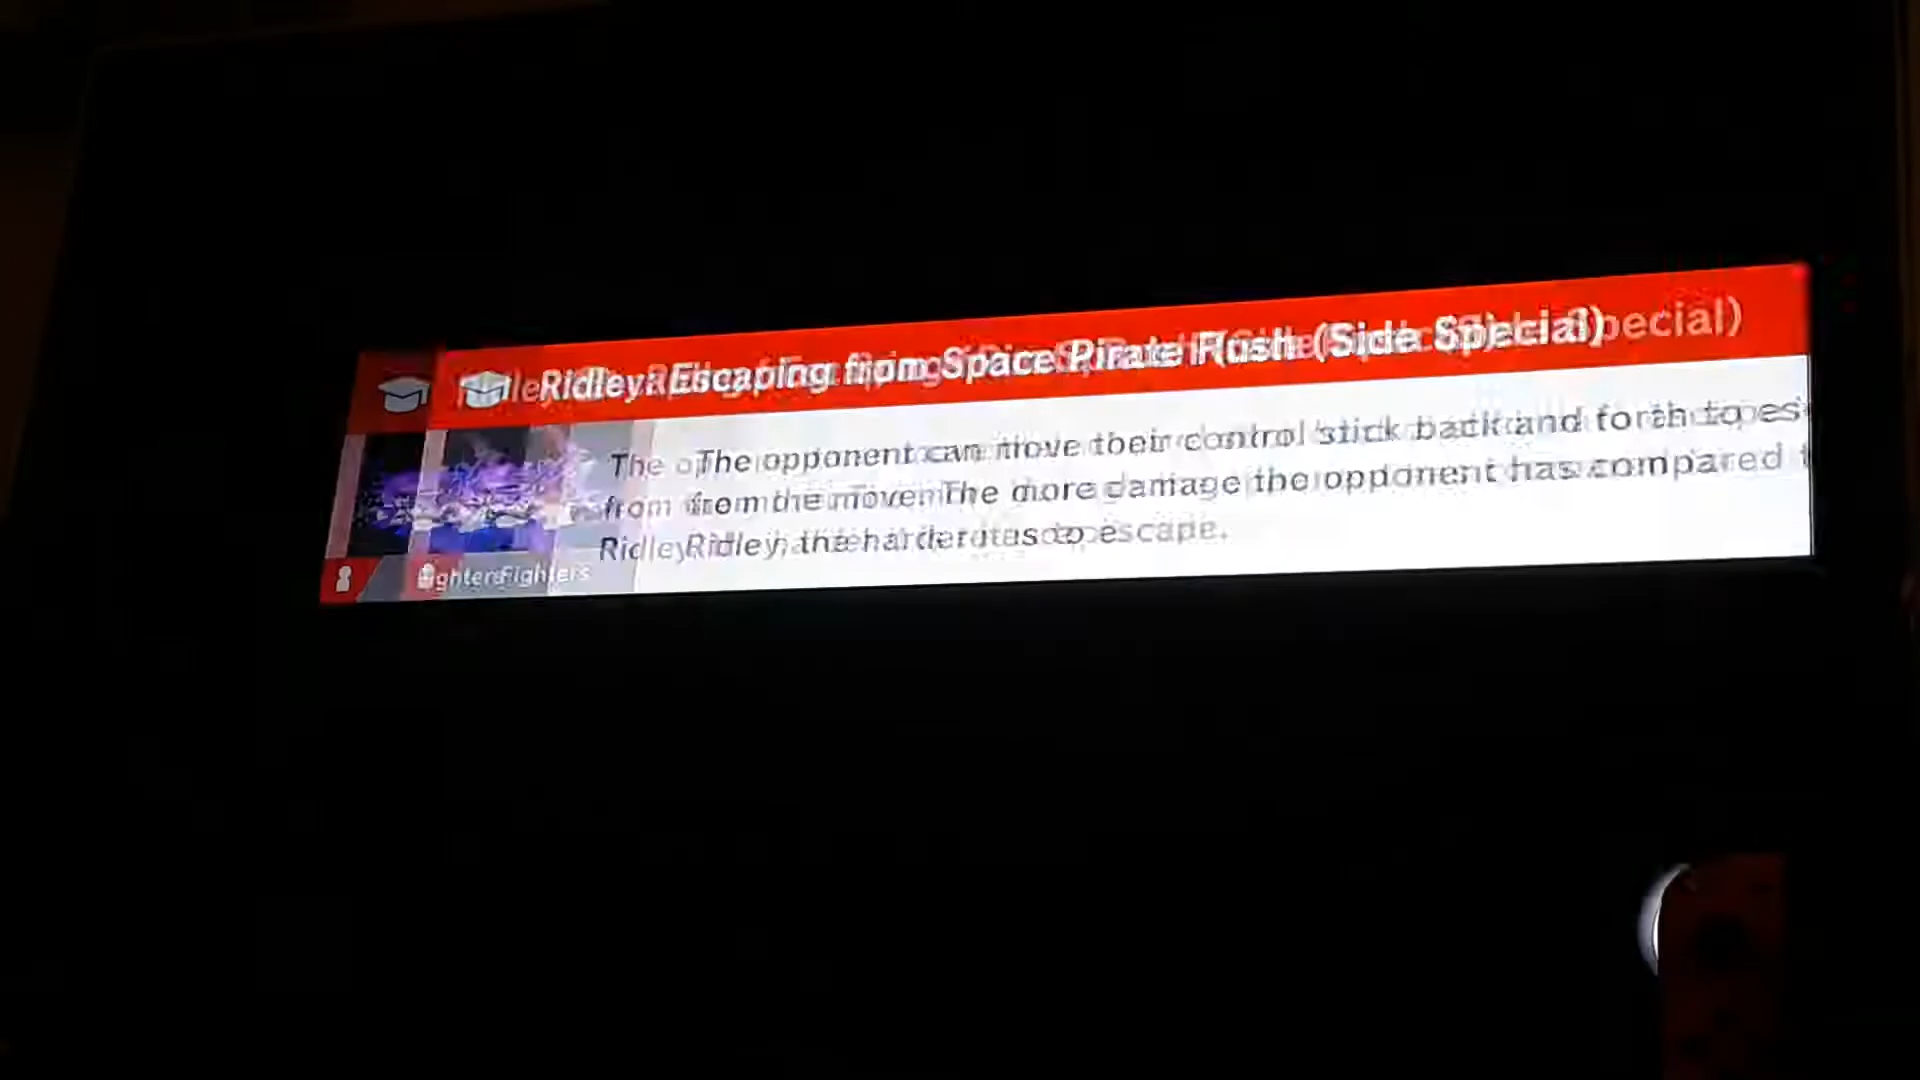 Ridley: Escaping from Space Pirate Rush (Side Special)
The opponent can move their control stick back and forth to es
from the move. The more damage the opponent has compared t
Ridley, the harder it is to escape.
Fighters